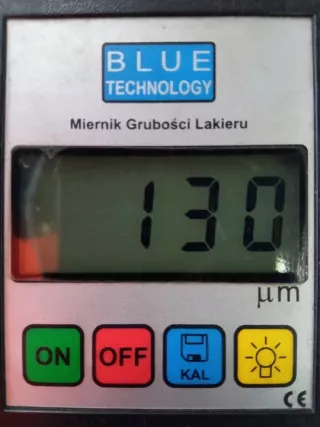 BLUE
TECHNOLOGY
Miernik Grubości Lakieru
130
μm
ON
OFF
KAL
CE